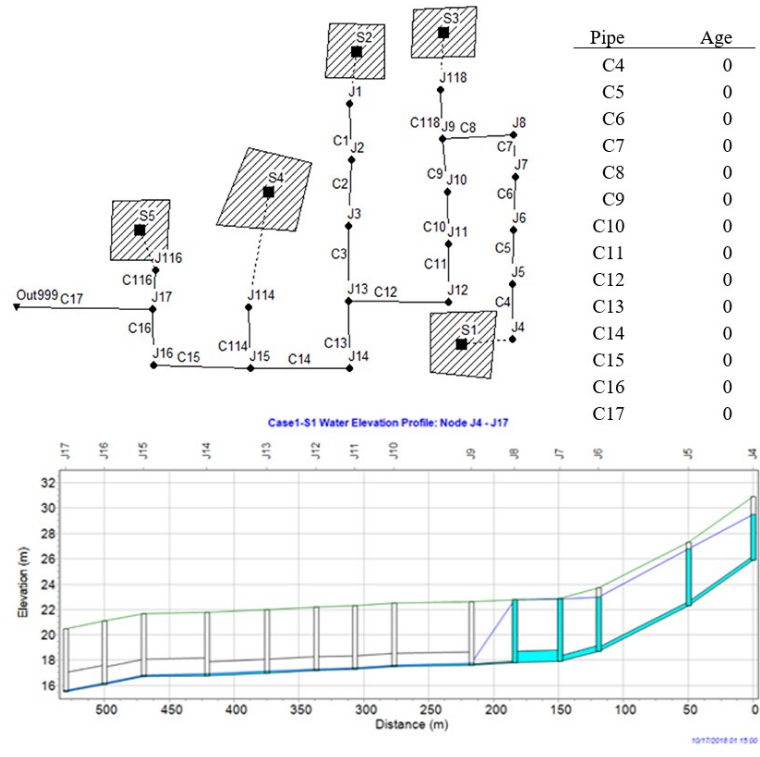 S3
S2
J118
J1
C118
J9
C8
J8
C1
J2
C7
J7
C9
J10
S4
C2
C6
J3
J6
S5
C10
J11
C5
C3
J116
C11
J5
C116
J114
J13
C12
J12
C4
Out999
C17
J17
S1
J4
C16
C114
C13
J16
C15
J15
C14
J14
Pipe Age
C4 0
C5 0
C6 0
C7 0
C8 0
C9 0
C10 0
C11 0
C12 0
C13 0
C14 0
C15 0
C16 0
C17 0
Case1-S1 Water Elevation Profile: Node J4 - J17
J17 J16 J15 J14 J13 J12 J11 J10 J9 J8 J7 J6 J5 J4
32
30
28
26
24
22
20
18
16
Elevation (m)
500 450 400 350 300 250 200 150 100 50 0
Distance (m)
10/17/2018 01:15:00